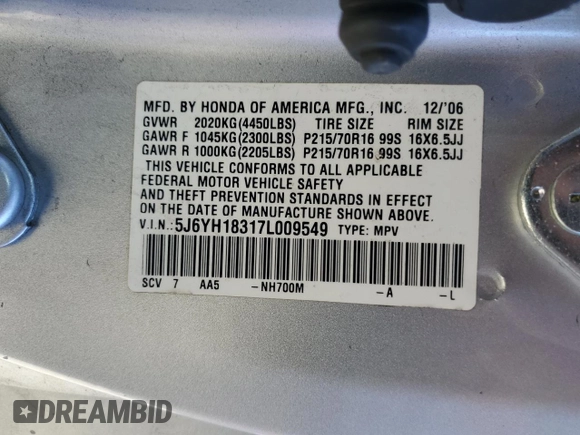 MFD. BY HONDA OF AMERICA MFG., INC. 12/'06
GVWR 2020KG(4450LBS) TIRE SIZE RIM SIZE
GAWR F 1045KG(2300LBS) P215/70R16 99S 16X6.5JJ
GAWR R 1000KG(2205LBS) P215/70R16 99S 16X6.5JJ
THIS VEHICLE CONFORMS TO ALL APPLICABLE
FEDERAL MOTOR VEHICLE SAFETY
AND THEFT PREVENTION STANDARDS IN EFFECT
ON THE DATE OF MANUFACTURE SHOWN ABOVE.
V.I.N.:5J6YH18317L009549 TYPE: MPV
SCV 7 AA5 -NH700M -A -L
DREAMBID